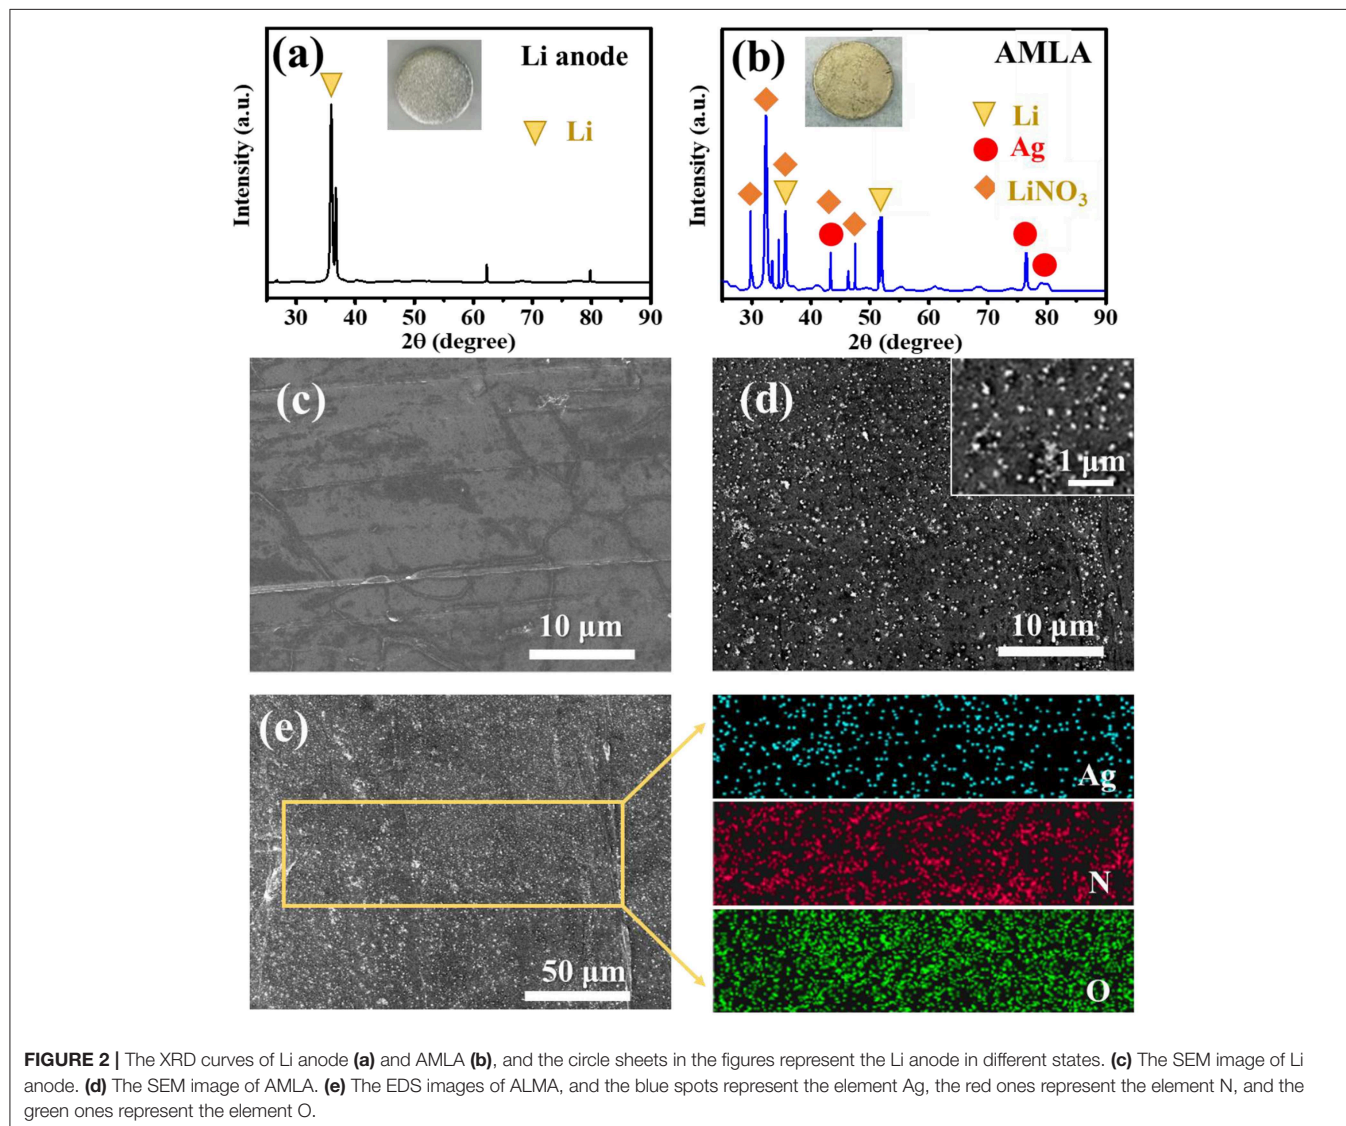 (a)
Li anode
Li
Intensity (a.u.)
30 40 50 60 70 80 90
2θ (degree)
(b)
AMLA
Li
Ag
LiNO₃
Intensity (a.u.)
30 40 50 60 70 80 90
2θ (degree)
(c)
10 μm
(d)
1 μm
10 μm
(e)
50 μm
Ag
N
O
FIGURE 2 | The XRD curves of Li anode (a) and AMLA (b), and the circle sheets in the figures represent the Li anode in different states. (c) The SEM image of Li
anode. (d) The SEM image of AMLA. (e) The EDS images of ALMA, and the blue spots represent the element Ag, the red ones represent the element N, and the
green ones represent the element O.